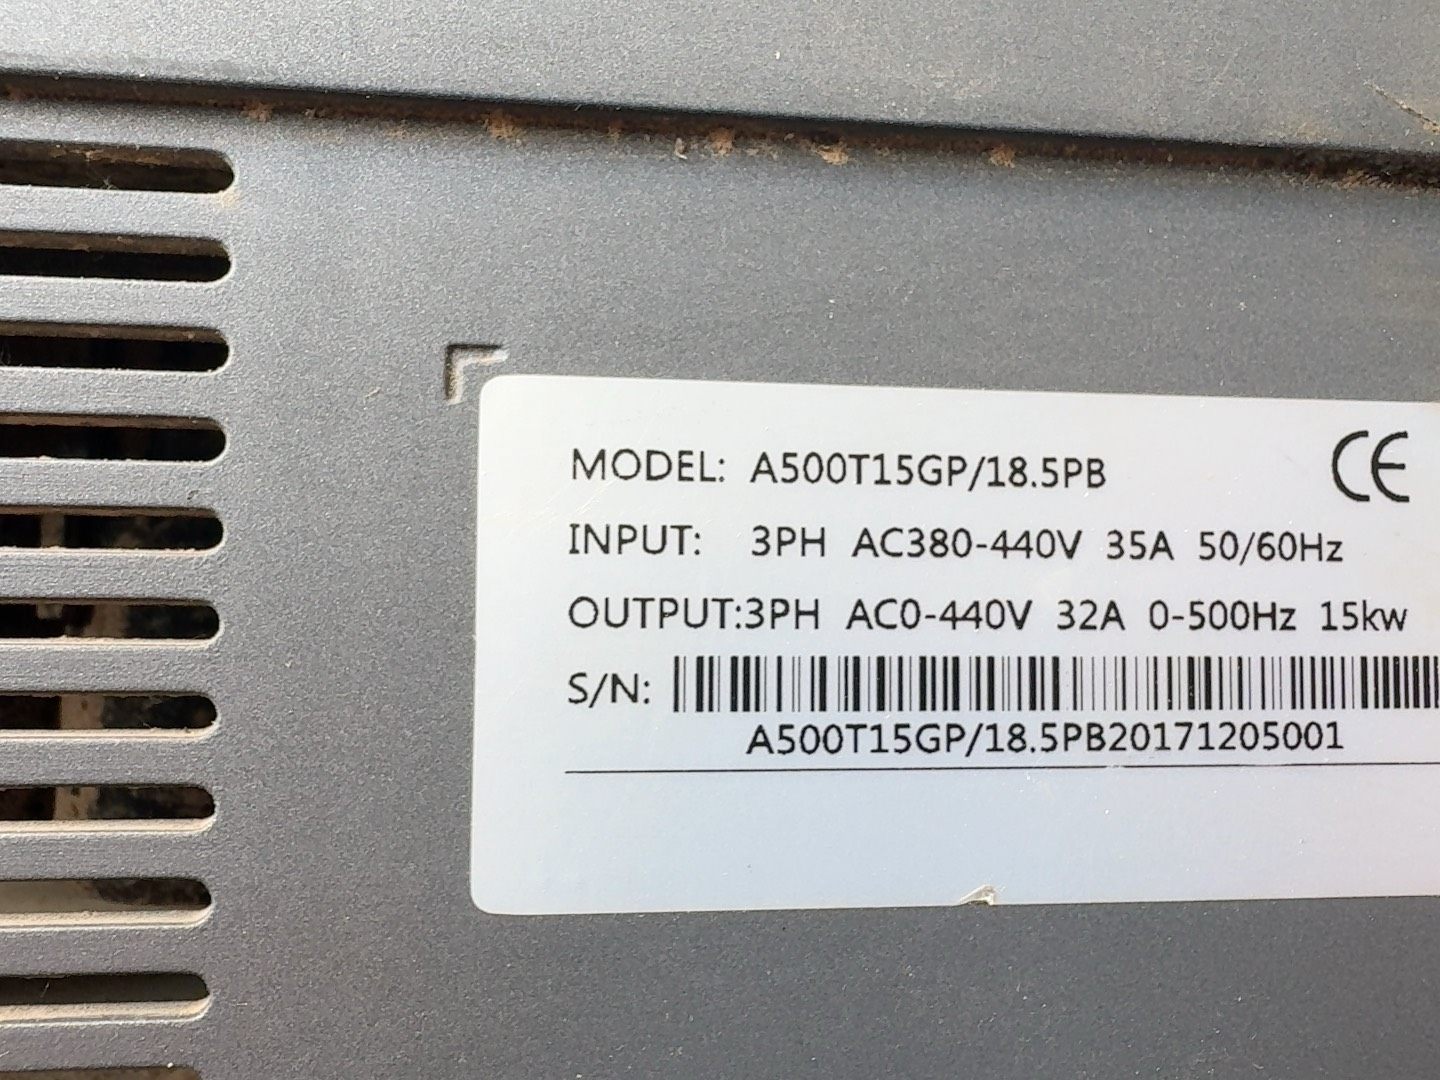 MODEL: A500T15GP/18.5PB CE
INPUT: 3PH AC380-440V 35A 50/60Hz
OUTPUT:3PH AC0-440V 32A 0-500Hz 15kw
S/N:
A500T15GP/18.5PB20171205001